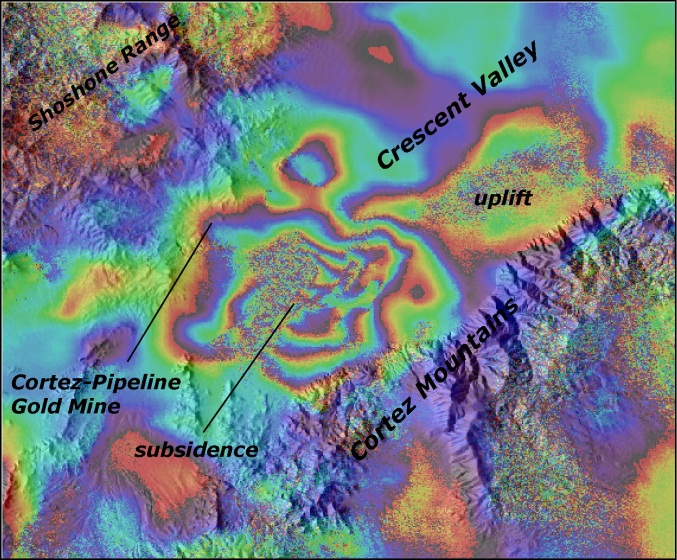 Shoshone Range
Crescent Valley
uplift
Cortez-Pipeline
Gold Mine
subsidence
Cortez Mountains